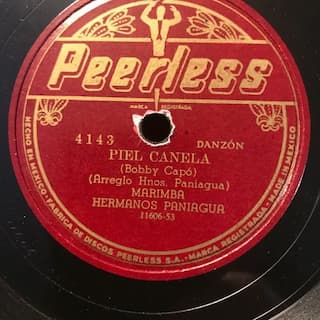 Peerless
MARCA REGISTRADA
4143 DANZÓN
PIEL CANELA
(Bobby Capó)
(Arreglo Hnos. Paniagua)
MARIMBA
HERMANOS PANIAGUA
11606-53
HECHO EN MEXICO-FABRICA DE DISCOS PEERLESS S.A.-MARCA REGISTRADA-MADE IN MEXICO